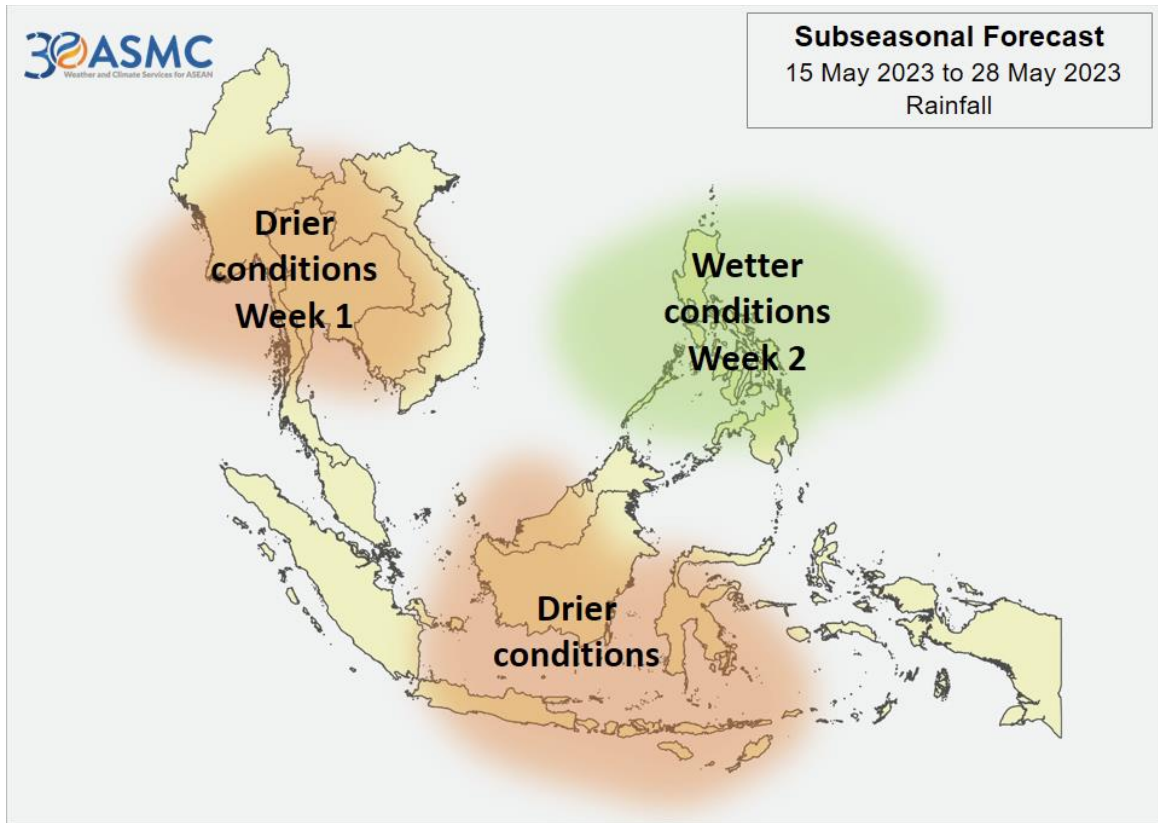 30 ASMC
Weather and Climate Services for ASEAN
Subseasonal Forecast
15 May 2023 to 28 May 2023
Rainfall
Drier
conditions
Week 1
Wetter
conditions
Week 2
Drier
conditions